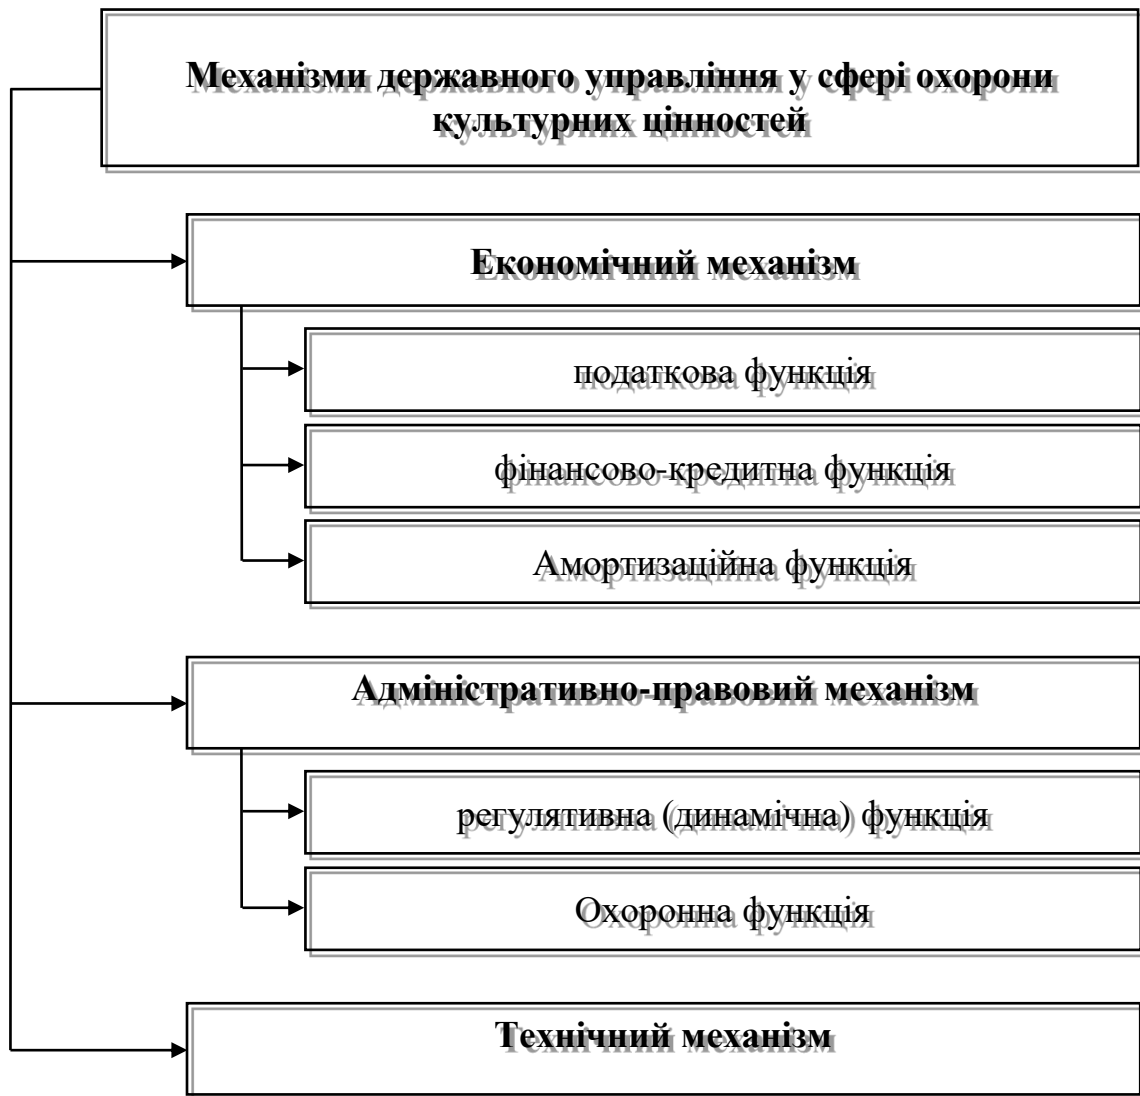 Механізми державного управління у сфері охорони
культурних цінностей
Економічний механізм
податкова функція
фінансово-кредитна функція
Амортизаційна функція
Адміністративно-правовий механізм
регулятивна (динамічна) функція
Охоронна функція
Технічний механізм